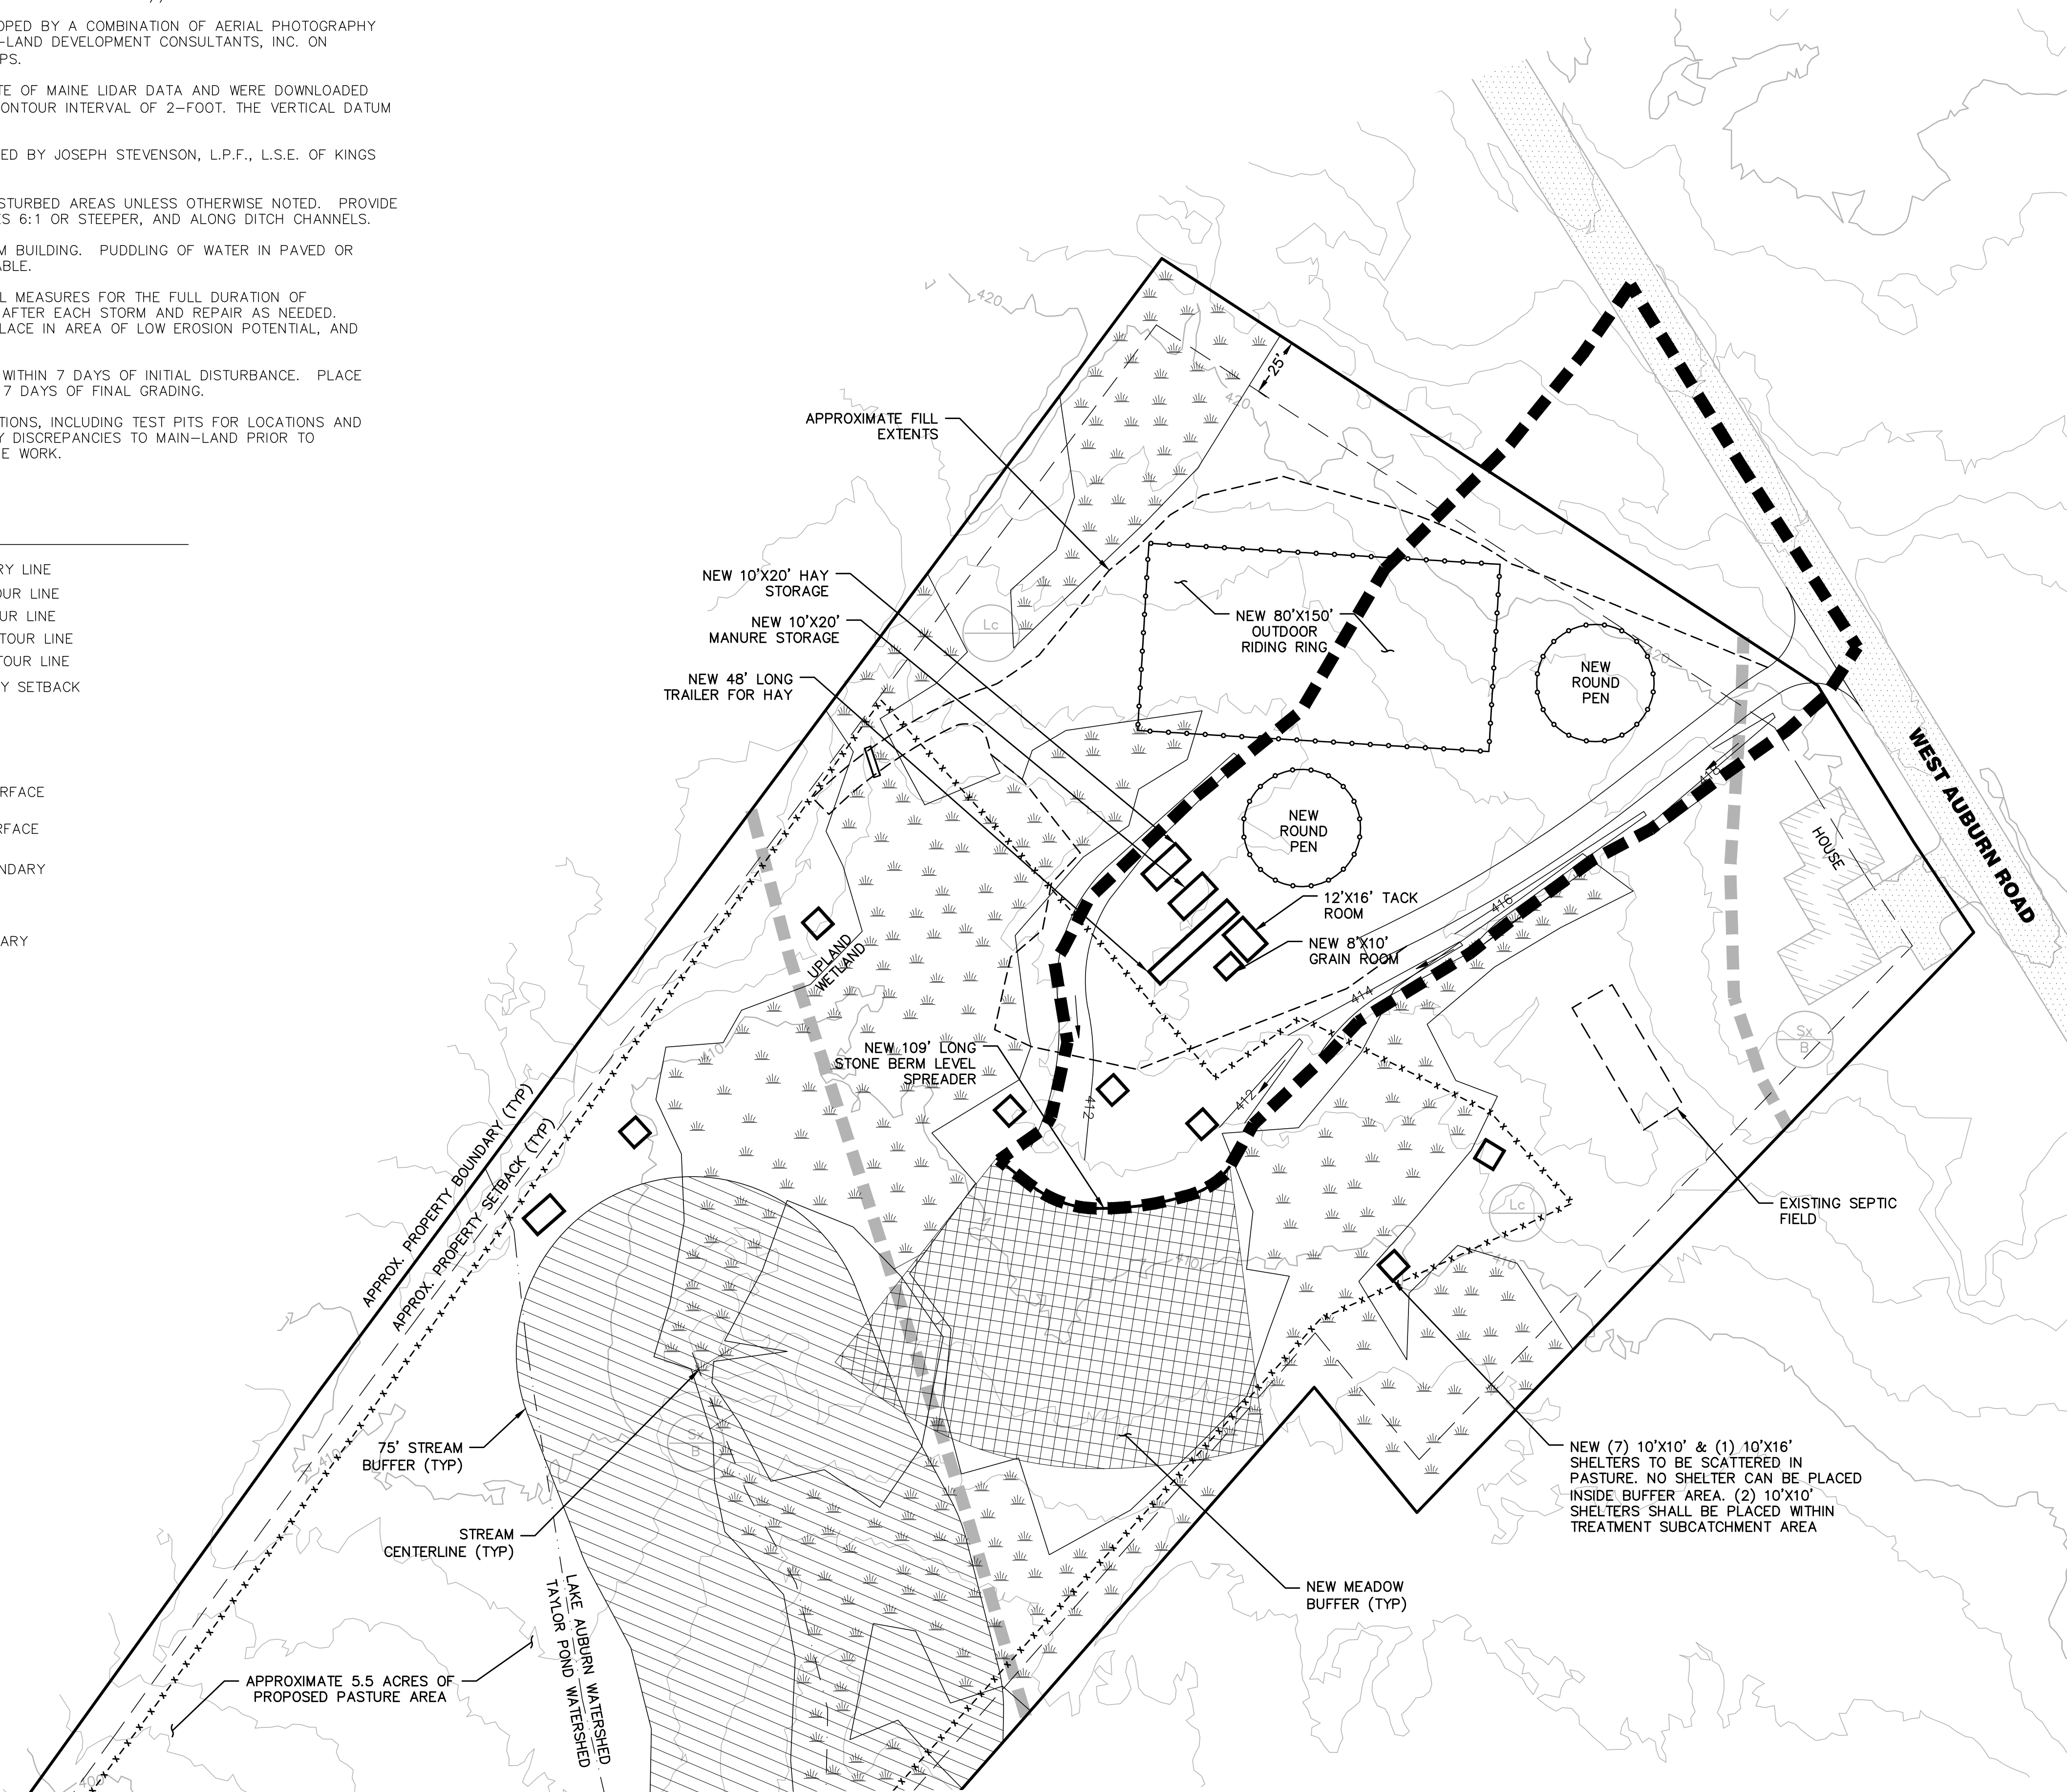 OPED BY A COMBINATION OF AERIAL PHOTOGRAPHY
-LAND DEVELOPMENT CONSULTANTS, INC. ON
PS.
TE OF MAINE LIDAR DATA AND WERE DOWNLOADED
ONTOUR INTERVAL OF 2-FOOT. THE VERTICAL DATUM
ED BY JOSEPH STEVENSON, L.P.F., L.S.E. OF KINGS
STURBED AREAS UNLESS OTHERWISE NOTED. PROVIDE
ES 6:1 OR STEEPER, AND ALONG DITCH CHANNELS.
M BUILDING. PUDDLING OF WATER IN PAVED OR
ABLE.
L MEASURES FOR THE FULL DURATION OF
AFTER EACH STORM AND REPAIR AS NEEDED.
LACE IN AREA OF LOW EROSION POTENTIAL, AND
WITHIN 7 DAYS OF INITIAL DISTURBANCE. PLACE
7 DAYS OF FINAL GRADING.
TIONS, INCLUDING TEST PITS FOR LOCATIONS AND
Y DISCREPANCIES TO MAIN-LAND PRIOR TO
E WORK.
RY LINE
OUR LINE
UR LINE
TOUR LINE
TOUR LINE
Y SETBACK
RFACE
RFACE
NDARY
ARY
420
25'
420
APPROXIMATE FILL
EXTENTS
NEW 10'X20' HAY
STORAGE
NEW 10'X20'
MANURE STORAGE
NEW 48' LONG
TRAILER FOR HAY
Lc
NEW 80'X150'
OUTDOOR
RIDING RING
NEW
ROUND
PEN
420
418
WEST AUBURN ROAD
HOUSE
NEW
ROUND
PEN
12'X16' TACK
ROOM
NEW 8'X10'
GRAIN ROOM
416
414
412
412
UPLAND
WETLAND
410
NEW 109' LONG
STONE BERM LEVEL
SPREADER
Sx
B
Lc
EXISTING SEPTIC
FIELD
410
410
APPROX. PROPERTY BOUNDARY (TYP)
APPROX. PROPERTY SETBACK (TYP)
410
75' STREAM
BUFFER (TYP)
Sx
B
STREAM
CENTERLINE (TYP)
NEW (7) 10'X10' & (1) 10'X16'
SHELTERS TO BE SCATTERED IN
PASTURE. NO SHELTER CAN BE PLACED
INSIDE BUFFER AREA. (2) 10'X10'
SHELTERS SHALL BE PLACED WITHIN
TREATMENT SUBCATCHMENT AREA
NEW MEADOW
BUFFER (TYP)
LAKE AUBURN WATERSHED
TAYLOR POND WATERSHED
APPROXIMATE 5.5 ACRES OF
PROPOSED PASTURE AREA
400